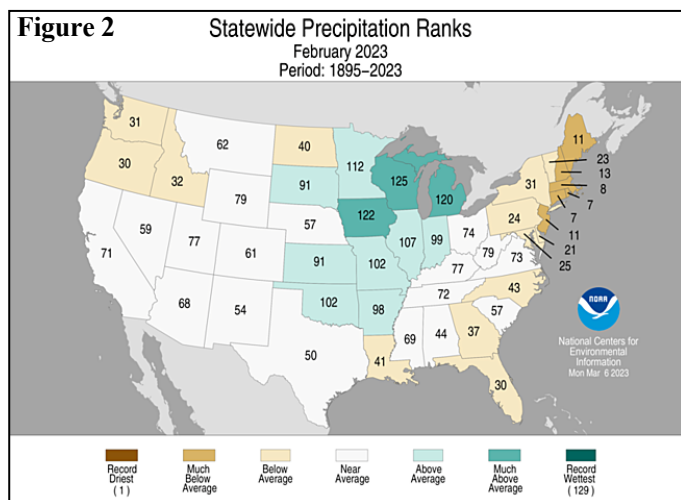 Figure 2
Statewide Precipitation Ranks
February 2023
Period: 1895–2023
31
62
40
112
11
30
32
91
125
120
31
23
13
8
7
7
79
122
24
11
21
25
59
57
107
99
74
71
77
61
91
102
77
79
73
68
54
102
98
72
43
57
50
41
69
44
37
30
NOAA
National Centers for
Environmental
Information
Mon Mar 6 2023
Record
Driest
(1)
Much
Below
Average
Below
Average
Near
Average
Above
Average
Much
Above
Average
Record
Wettest
(129)